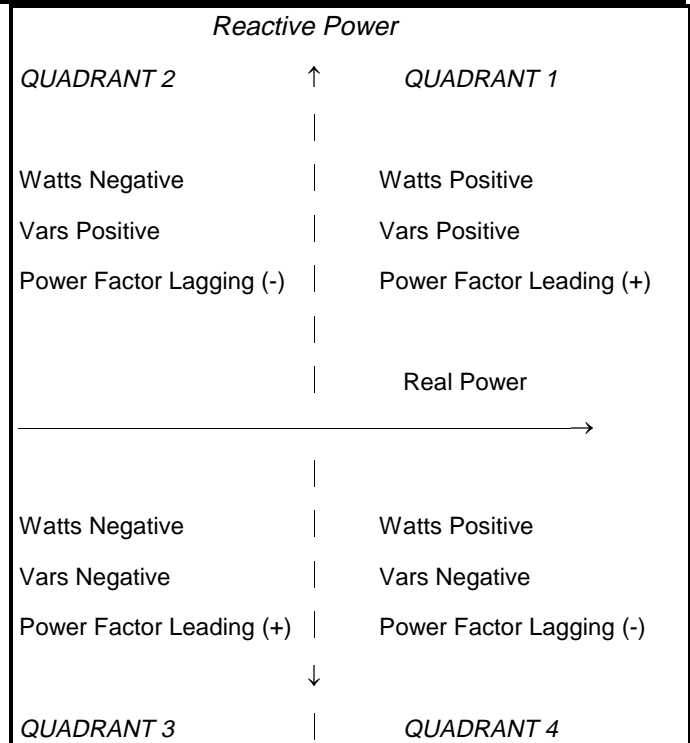 Reactive Power
QUADRANT 2 ↑ QUADRANT 1
Watts Negative Watts Positive
Vars Positive Vars Positive
Power Factor Lagging (-) Power Factor Leading (+)
Real Power
Watts Negative Watts Positive
Vars Negative Vars Negative
Power Factor Leading (+) Power Factor Lagging (-)
QUADRANT 3 QUADRANT 4